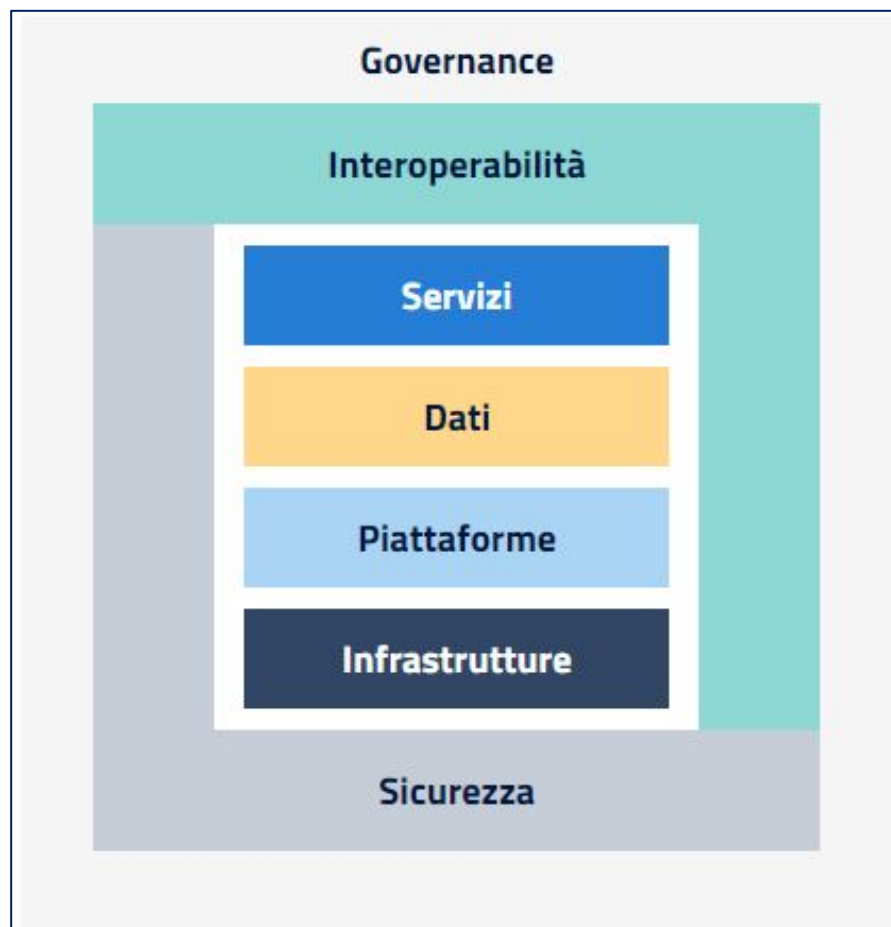 Governance
Interoperabilità
Servizi
Dati
Piattaforme
Infrastrutture
Sicurezza